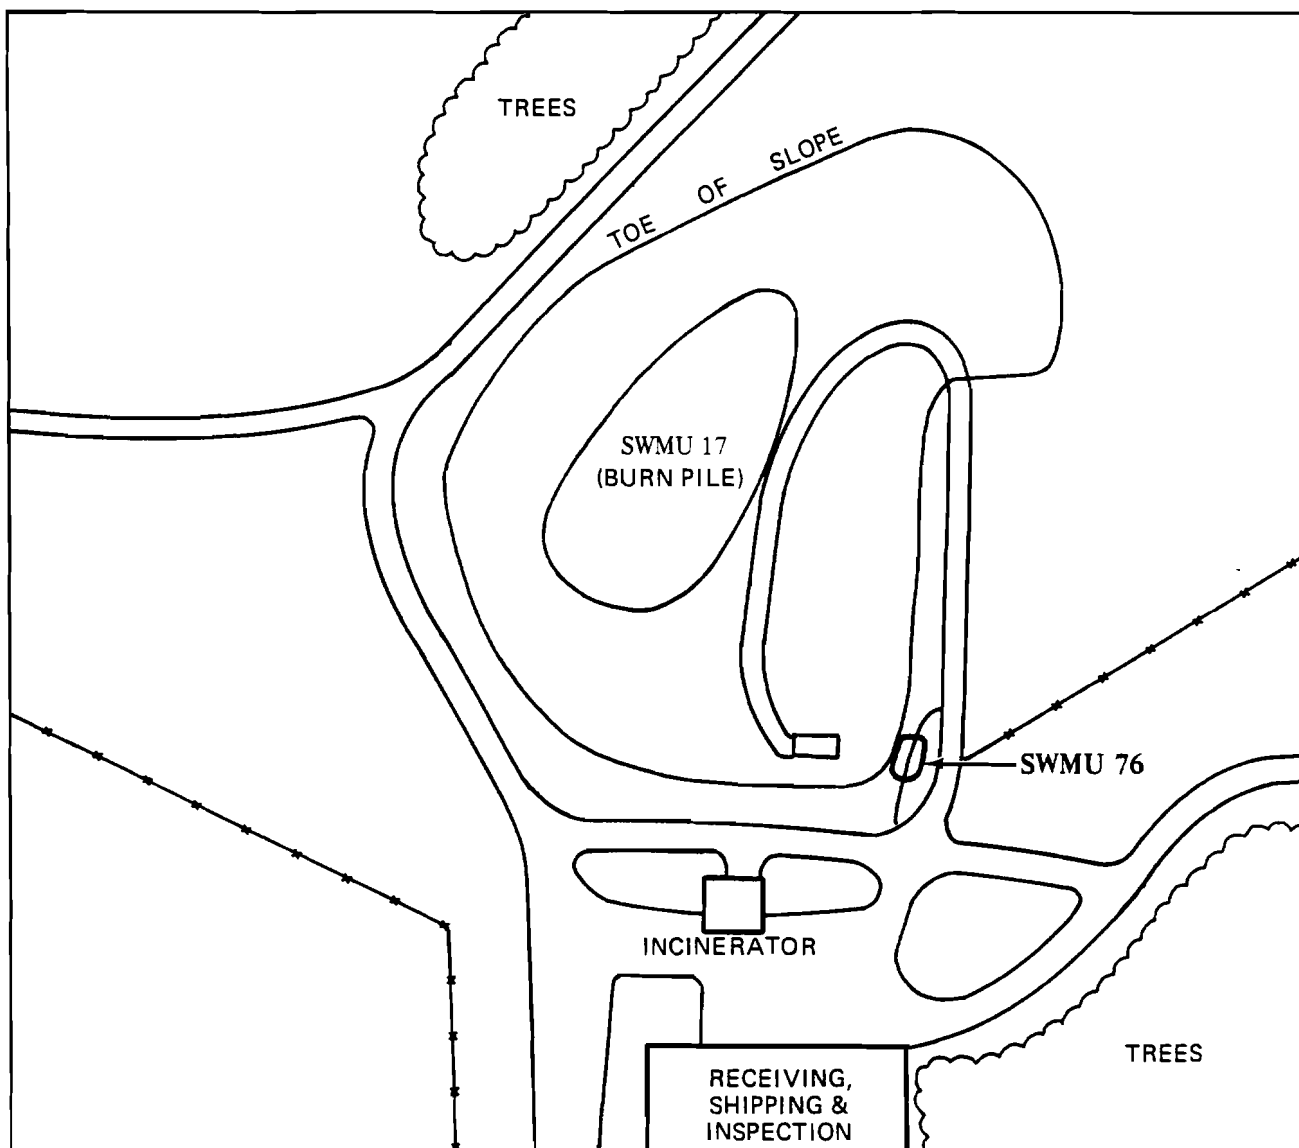 TREES
TOE OF SLOPE
SWMU 17
(BURN PILE)
SWMU 76
INCINERATOR
TREES
RECEIVING,
SHIPPING &
INSPECTION